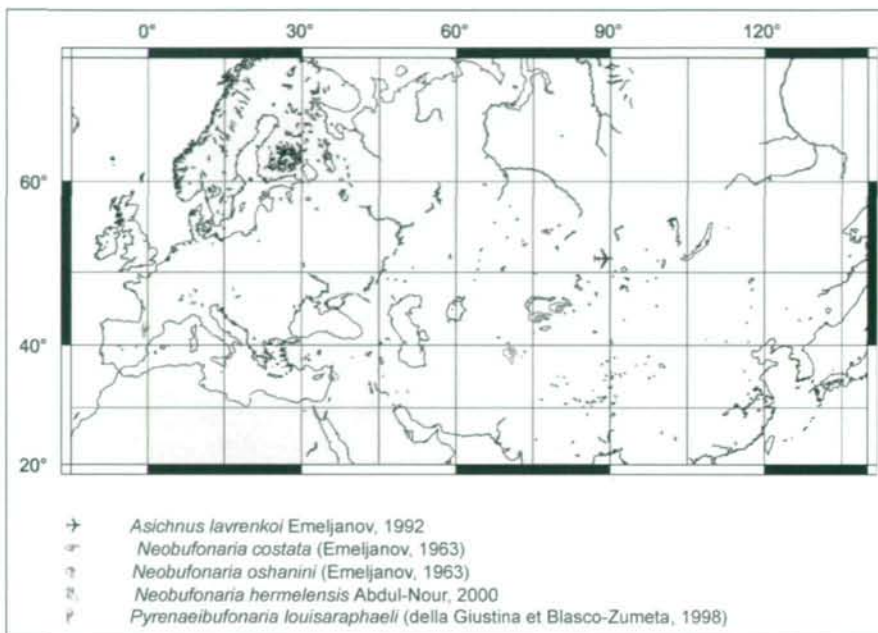 0° 30° 60° 90° 120°
60°
40°
20°
Asichnus lavrenkoi Emeljanov, 1992
Neobufonaria costata (Emeljanov, 1963)
Neobufonaria oshanini (Emeljanov, 1963)
Neobufonaria hermelensis Abdul-Nour, 2000
Pyrenaeibufonaria louisaraphaeli (della Giustina et Blasco-Zumeta, 1998)